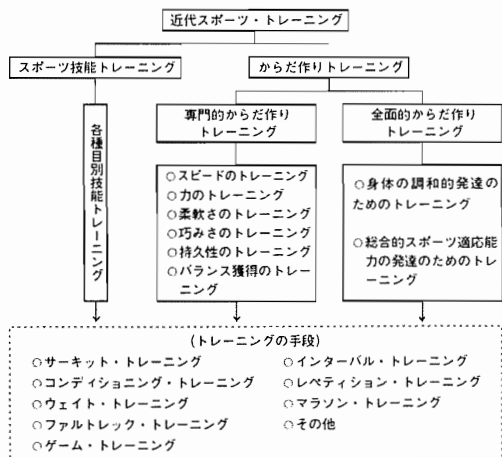 近代スポーツ・トレーニング
スポーツ技能トレーニング
からだ作りトレーニング
各種目別技能トレーニング
専門的からだ作り
トレーニング
全面的からだ作り
トレーニング
○スピードのトレーニング
○力のトレーニング
○柔軟さのトレーニング
○巧みさのトレーニング
○持久性のトレーニング
○バランス獲得のトレー
ニング
○身体の調和的発達の
ためのトレーニング
○総合的スポーツ適応能
力の発達のためのトレ
ーニング
(トレーニングの手段)
○サーキット・トレーニング
○コンディショニング・トレーニング
○ウェイト・トレーニング
○ファルトレック・トレーニング
○ゲーム・トレーニング
○インターバル・トレーニング
○レペティション・トレーニング
○マラソン・トレーニング
○その他